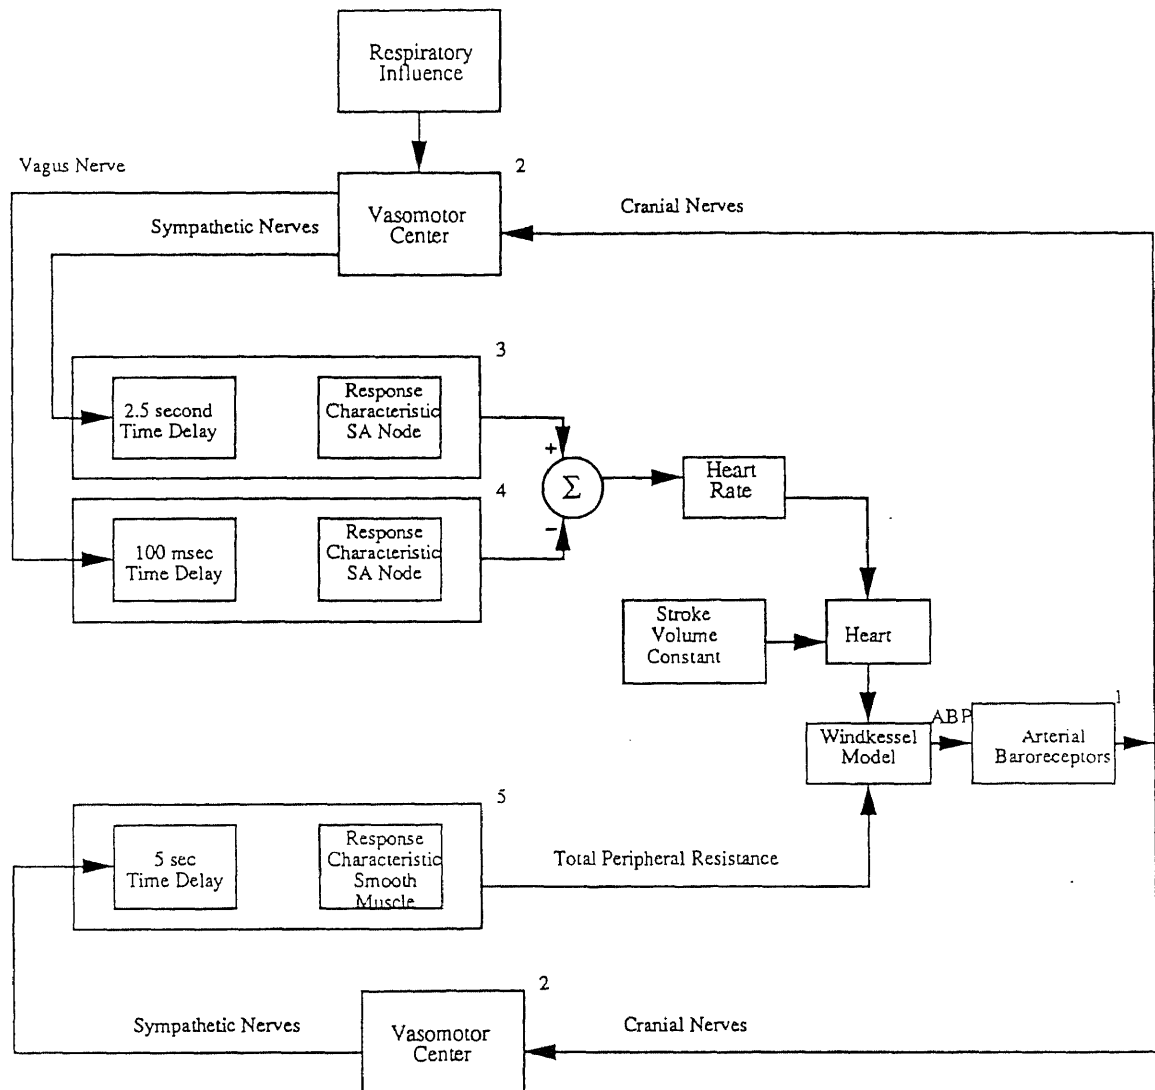 Respiratory
Influence
Vagus Nerve
2
Sympathetic Nerves
Vasomotor
Center
Cranial Nerves
3
2.5 second
Time Delay
Response
Characteristic
SA Node
+
Σ
-
Heart
Rate
4
100 msec
Time Delay
Response
Characteristic
SA Node
Stroke
Volume
Constant
Heart
Windkessel
Model
ABP
1
Arterial
Baroreceptors
5
5 sec
Time Delay
Response
Characteristic
Smooth
Muscle
Total Peripheral Resistance
2
Sympathetic Nerves
Vasomotor
Center
Cranial Nerves